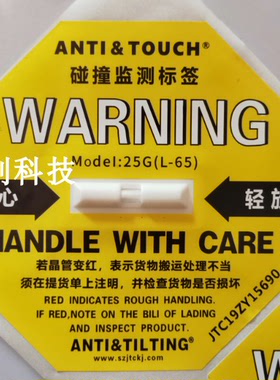 ANTI & TOUCH®
碰撞监测标签
WARNING
Model:25G(L-65)
创科技
心
轻放
HANDLE WITH CARE
若晶管变红，表示货物搬运处理不当
须在提货单上注明，并检查货物是否损坏
RED INDICATES ROUGH HANDLING.
IF RED,NOTE ON THE BILI OF LADING
AND INSPECT PRODUCT.
ANTI&TILTING®
www.szjtckj.com
JTC19ZY15690